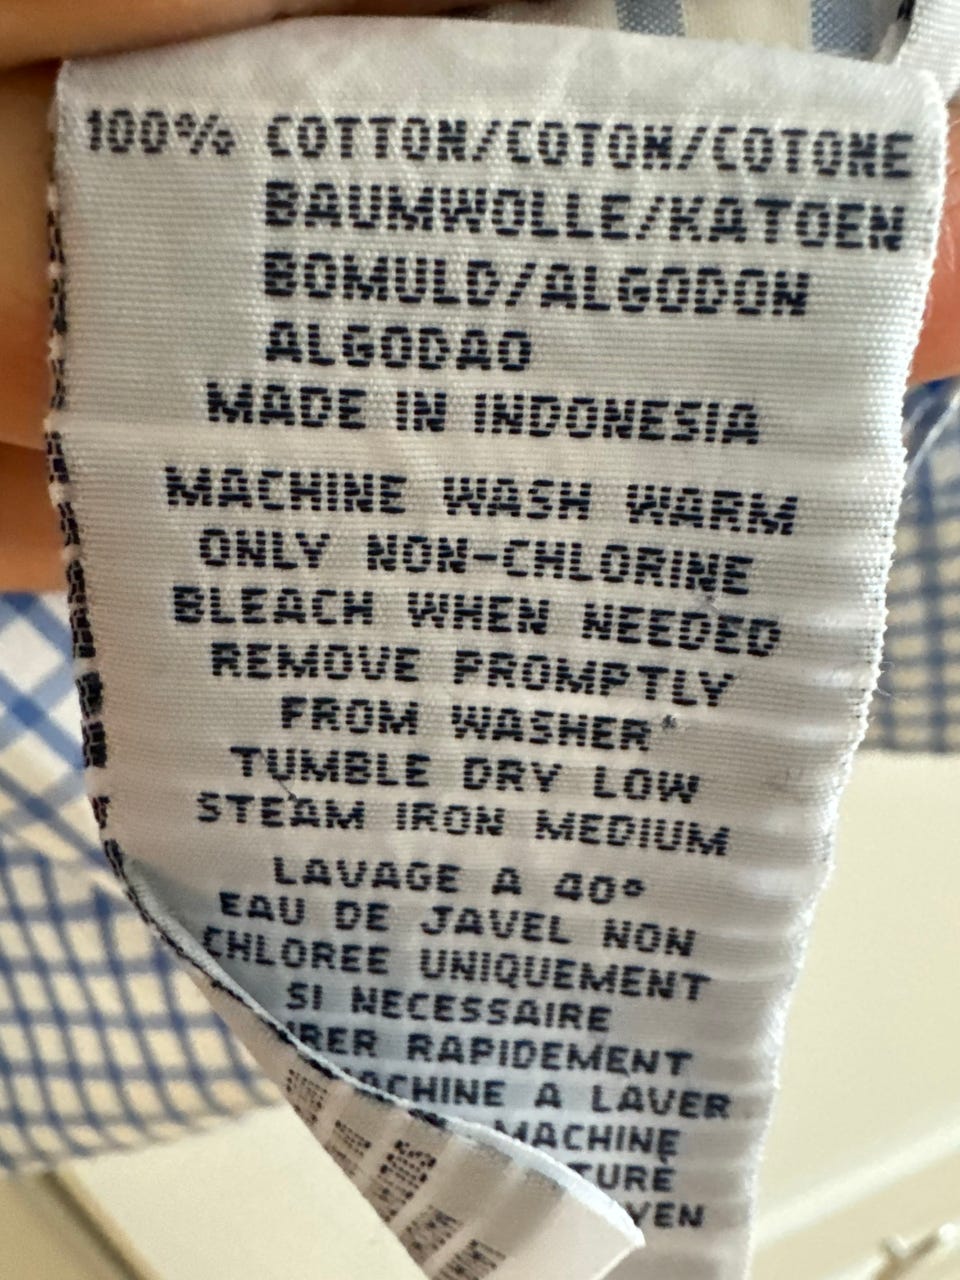 100% COTTON/COTON/COTONE
BAUMWOLLE/KATOEN
BOMULD/ALGODON
ALGODAO
MADE IN INDONESIA
MACHINE WASH WARM
ONLY NON-CHLORINE
BLEACH WHEN NEEDED
REMOVE PROMPTLY
FROM WASHER
TUMBLE DRY LOW
STEAM IRON MEDIUM
LAVAGE A 40°
EAU DE JAVEL NON
CHLOREE UNIQUEMENT
SI NECESSAIRE
RAPIDEMENT
A LAVER
MACHINE